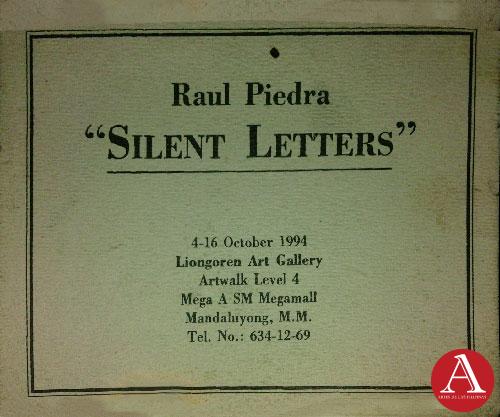 Raul Piedra
“SILENT LETTERS”
4-16 October 1994
Liongoren Art Gallery
Artwalk Level 4
Mega A SM Megamall
Mandaluyong, M.M.
Tel. No.: 634-12-69
A